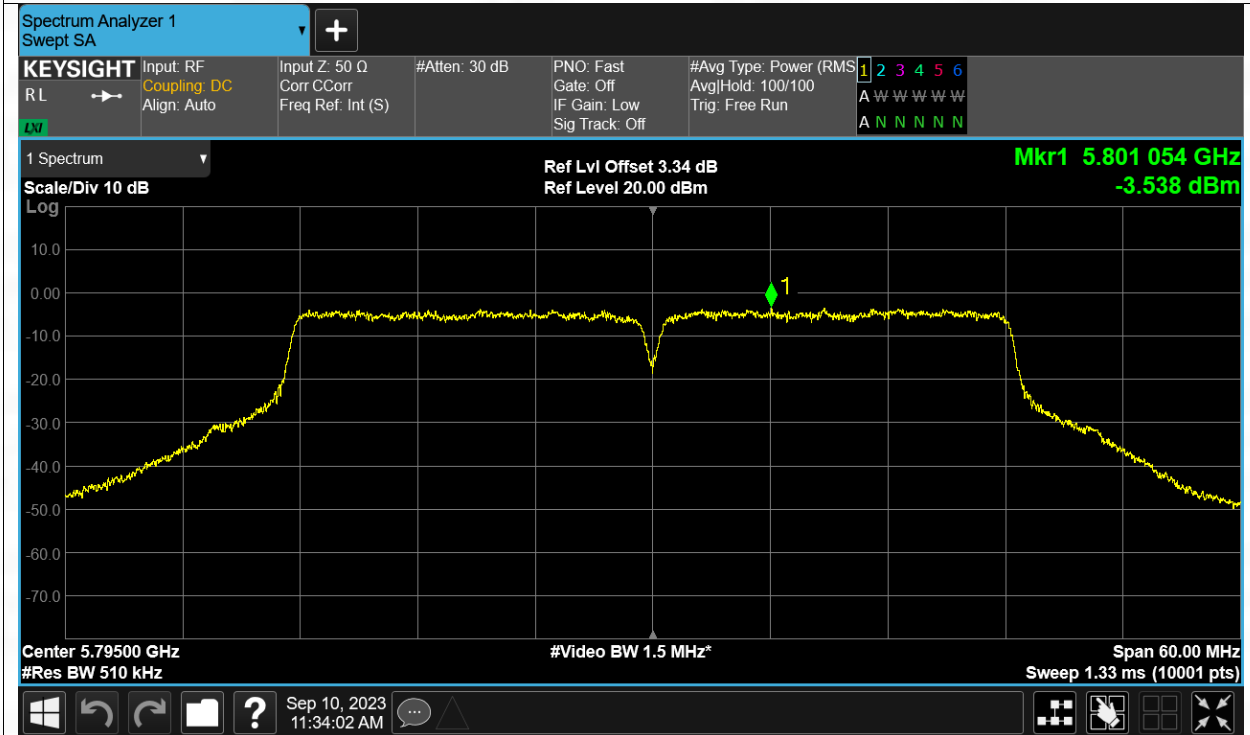 Spectrum Analyzer 1
Swept SA
+
KEYSIGHT
R L
LXI
Input: RF
Coupling: DC
Align: Auto
Input Z: 50 Ω
Corr CCorr
Freq Ref: Int (S)
#Atten: 30 dB
PNO: Fast
Gate: Off
IF Gain: Low
Sig Track: Off
#Avg Type: Power (RMS
Avg|Hold: 100/100
Trig: Free Run
1 2 3 4 5 6
A W W W W W
A N N N N N
1 Spectrum
Scale/Div 10 dB
Log
Ref Lvl Offset 3.34 dB
Ref Level 20.00 dBm
Mkr1 5.801 054 GHz
-3.538 dBm
10.0
0.00
-10.0
-20.0
-30.0
-40.0
-50.0
-60.0
-70.0
1
Center 5.79500 GHz
#Res BW 510 kHz
#Video BW 1.5 MHz*
Span 60.00 MHz
Sweep 1.33 ms (10001 pts)
?
Sep 10, 2023
11:34:02 AM